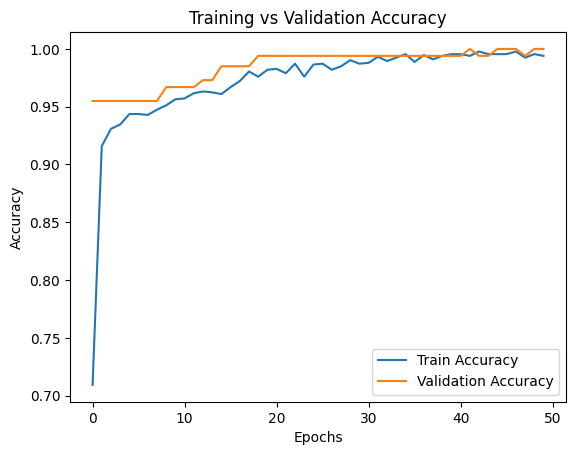 Training vs Validation Accuracy
1.00
0.95
0.90
0.85
0.80
0.75
0.70
Accuracy
0 10 20 30 40 50
Epochs
Train Accuracy
Validation Accuracy